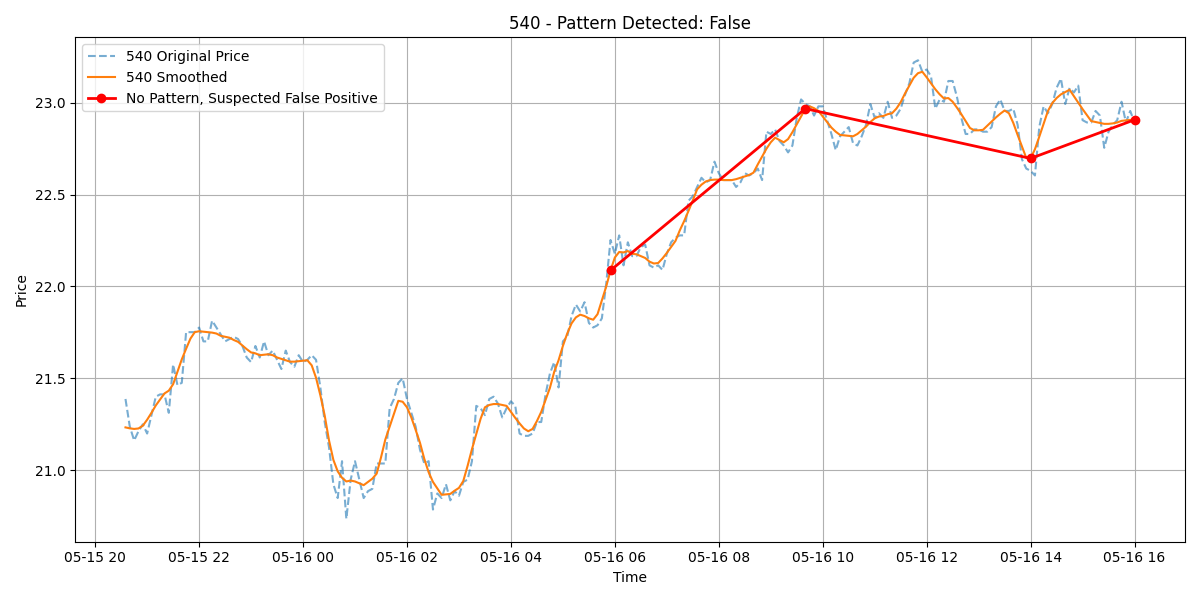 540 - Pattern Detected: False
540 Original Price
540 Smoothed
No Pattern, Suspected False Positive
Price
23.0
22.5
22.0
21.5
21.0
05-15 20 05-15 22 05-16 00 05-16 02 05-16 04 05-16 06 05-16 08 05-16 10 05-16 12 05-16 14 05-16 16
Time